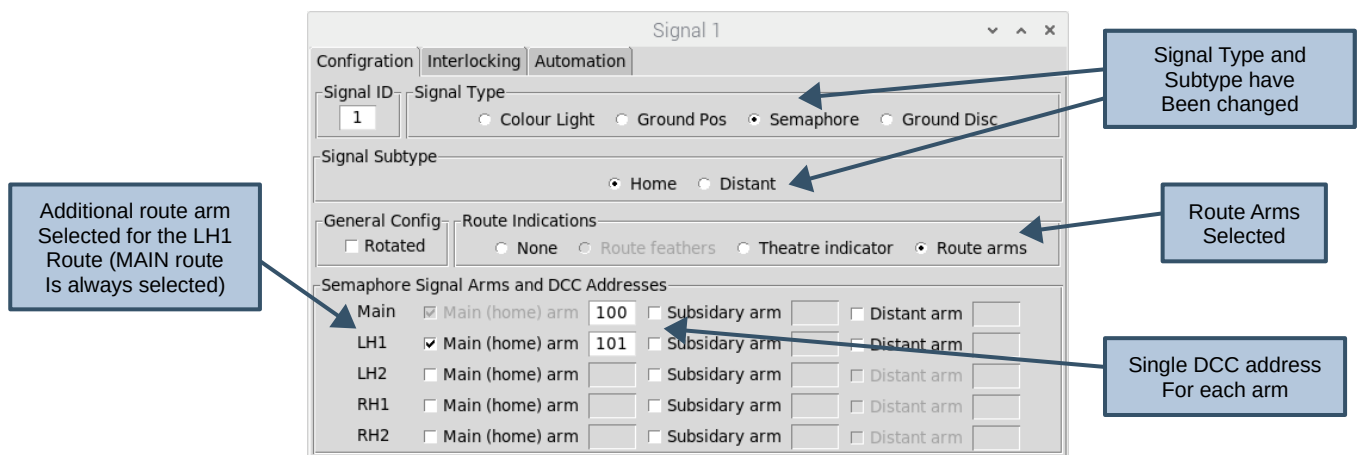 Signal 1
Configration Interlocking Automation
Signal ID Signal Type
1 Colour Light Ground Pos Semaphore Ground Disc
Signal Subtype
Home Distant
General Config Route Indications
Rotated None Route feathers Theatre indicator Route arms
Semaphore Signal Arms and DCC Addresses
Main Main (home) arm 100 Subsidary arm Distant arm
LH1 Main (home) arm 101 Subsidary arm Distant arm
LH2 Main (home) arm Subsidary arm Distant arm
RH1 Main (home) arm Subsidary arm Distant arm
RH2 Main (home) arm Subsidary arm Distant arm
Signal Type and
Subtype have
Been changed
Additional route arm
Selected for the LH1
Route (MAIN route
Is always selected)
Route Arms
Selected
Single DCC address
For each arm